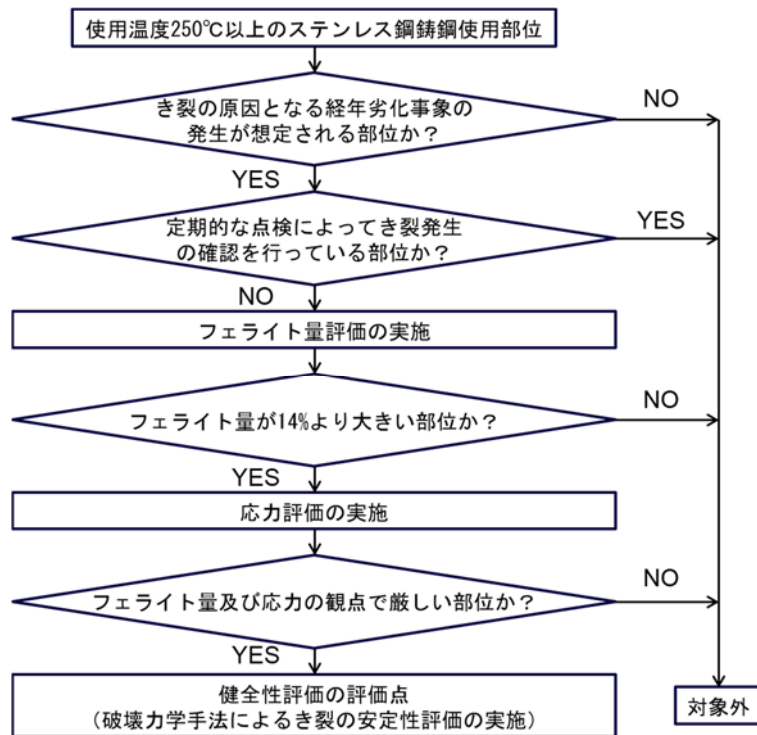 使用温度250℃以上のステンレス鋼鋳鋼使用部位
き裂の原因となる経年劣化事象の
発生が想定される部位か？
NO
YES
定期的な点検によってき裂発生
の確認を行っている部位か？
YES
NO
フェライト量評価の実施
フェライト量が14%より大きい部位か？
NO
YES
応力評価の実施
フェライト量及び応力の観点で厳しい部位か？
NO
YES
健全性評価の評価点
（破壊力学手法によるき裂の安定性評価の実施）
対象外